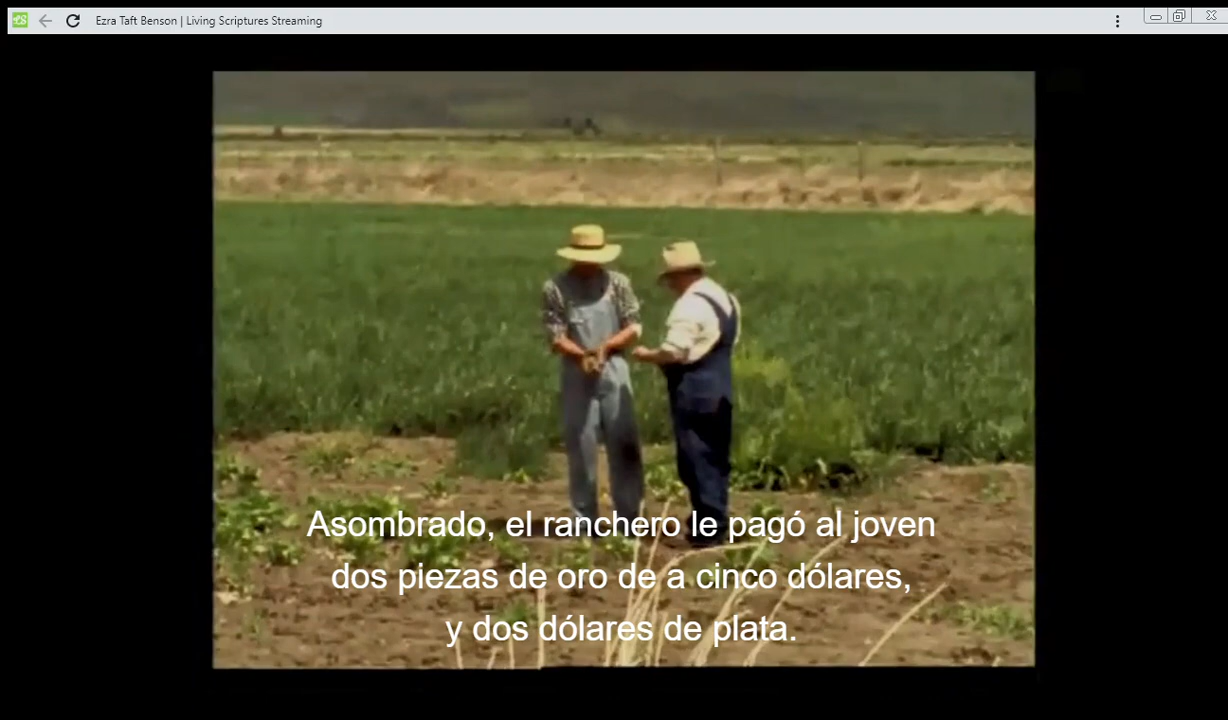 LS
Ezra Taft Benson | Living Scriptures Streaming
Asombrado, el ranchero le pagó al joven
dos piezas de oro de a cinco dólares,
y dos dólares de plata.